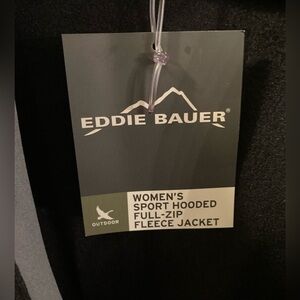 EDDIE BAUER®
OUTDOOR
WOMEN'S
SPORT HOODED
FULL-ZIP
FLEECE JACKET